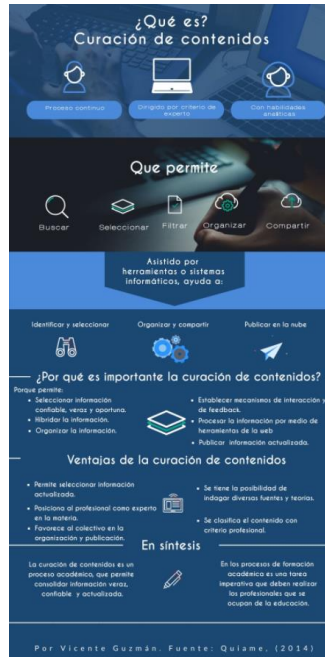 ¿Qué es?
Curación de contenidos
Proceso continuo
Dirigido por criterio de
experto
Con habilidades
analíticas
Que permite
Buscar
Seleccionar
Filtrar
Organizar
Compartir
Asistido por
herramientas o sistemas
informáticos, ayuda a:
Identificar y seleccionar
Organizar y compartir
Publicar en la nube
¿Por qué es importante la curación de contenidos?
Porque permite:
• Seleccionar información
confiable, veraz y oportuna.
• Hibridar la información.
• Organizar la información.
• Establecer mecanismos de interacción y
de feedback.
• Procesar la información por medio de
herramientas de la web
• Publicar información actualizada.
Ventajas de la curación de contenidos
• Permite seleccionar información
actualizada.
• Posiciona al profesional como experto
en la materia.
• Favorece al colectivo en la
organización y publicación.
• Se tiene la posibilidad de
indagar diversas fuentes y teorías.
• Se clasifica el contenido con
criterio profesional.
En síntesis
La curación de contenidos es un
proceso académico, que permite
consolidar información veraz,
confiable y actualizada.
En los procesos de formación
académica es una tarea
imperativa que deben realizar
los profesionales que se
ocupan de la educación.
Por Vicente Guzmán. Fuente: Quiame, (2014)